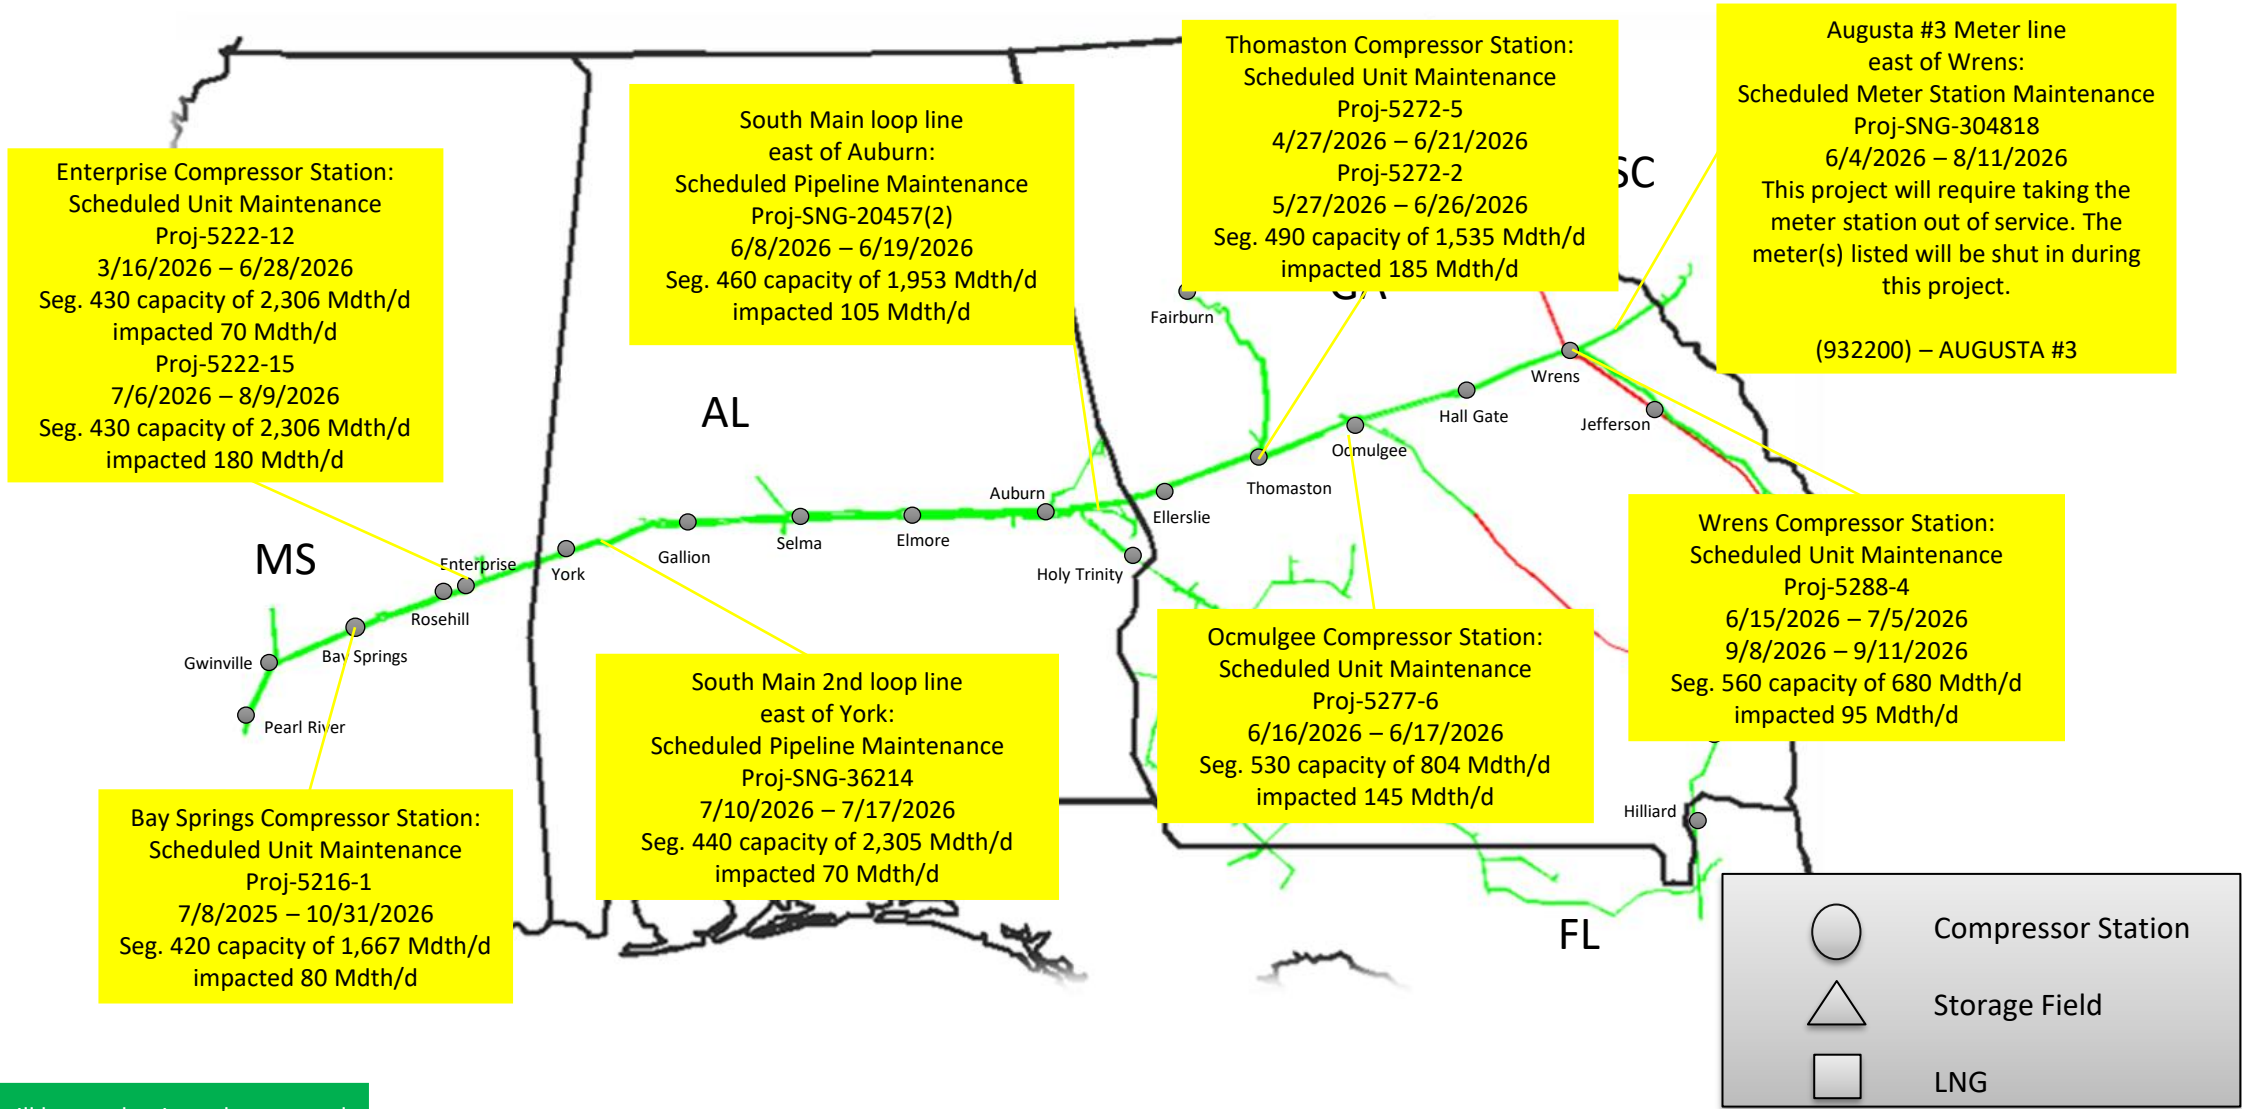 Thomaston Compressor Station:
Scheduled Unit Maintenance
Proj-5272-5
4/27/2026 – 6/21/2026
Proj-5272-2
5/27/2026 – 6/26/2026
Seg. 490 capacity of 1,535 Mdth/d
impacted 185 Mdth/d
Augusta #3 Meter line
east of Wrens:
Scheduled Meter Station Maintenance
Proj-SNG-304818
6/4/2026 – 8/11/2026
This project will require taking the
meter station out of service. The
meter(s) listed will be shut in during
this project.
(932200) – AUGUSTA #3
South Main loop line
east of Auburn:
Scheduled Pipeline Maintenance
Proj-SNG-20457(2)
6/8/2026 – 6/19/2026
Seg. 460 capacity of 1,953 Mdth/d
impacted 105 Mdth/d
Enterprise Compressor Station:
Scheduled Unit Maintenance
Proj-5222-12
3/16/2026 – 6/28/2026
Seg. 430 capacity of 2,306 Mdth/d
impacted 70 Mdth/d
Proj-5222-15
7/6/2026 – 8/9/2026
Seg. 430 capacity of 2,306 Mdth/d
impacted 180 Mdth/d
SC
GA
Fairburn
Wrens
Hall Gate
Jefferson
AL
Ocmulgee
Thomaston
Auburn
Ellerslie
Selma
Elmore
Gallion
York
Enterprise
Holy Trinity
MS
Rosehill
Bay Springs
Gwinville
Pearl River
Wrens Compressor Station:
Scheduled Unit Maintenance
Proj-5288-4
6/15/2026 – 7/5/2026
9/8/2026 – 9/11/2026
Seg. 560 capacity of 680 Mdth/d
impacted 95 Mdth/d
Ocmulgee Compressor Station:
Scheduled Unit Maintenance
Proj-5277-6
6/16/2026 – 6/17/2026
Seg. 530 capacity of 804 Mdth/d
impacted 145 Mdth/d
South Main 2nd loop line
east of York:
Scheduled Pipeline Maintenance
Proj-SNG-36214
7/10/2026 – 7/17/2026
Seg. 440 capacity of 2,305 Mdth/d
impacted 70 Mdth/d
Bay Springs Compressor Station:
Scheduled Unit Maintenance
Proj-5216-1
7/8/2025 – 10/31/2026
Seg. 420 capacity of 1,667 Mdth/d
impacted 80 Mdth/d
Hilliard
FL
Compressor Station
Storage Field
LNG